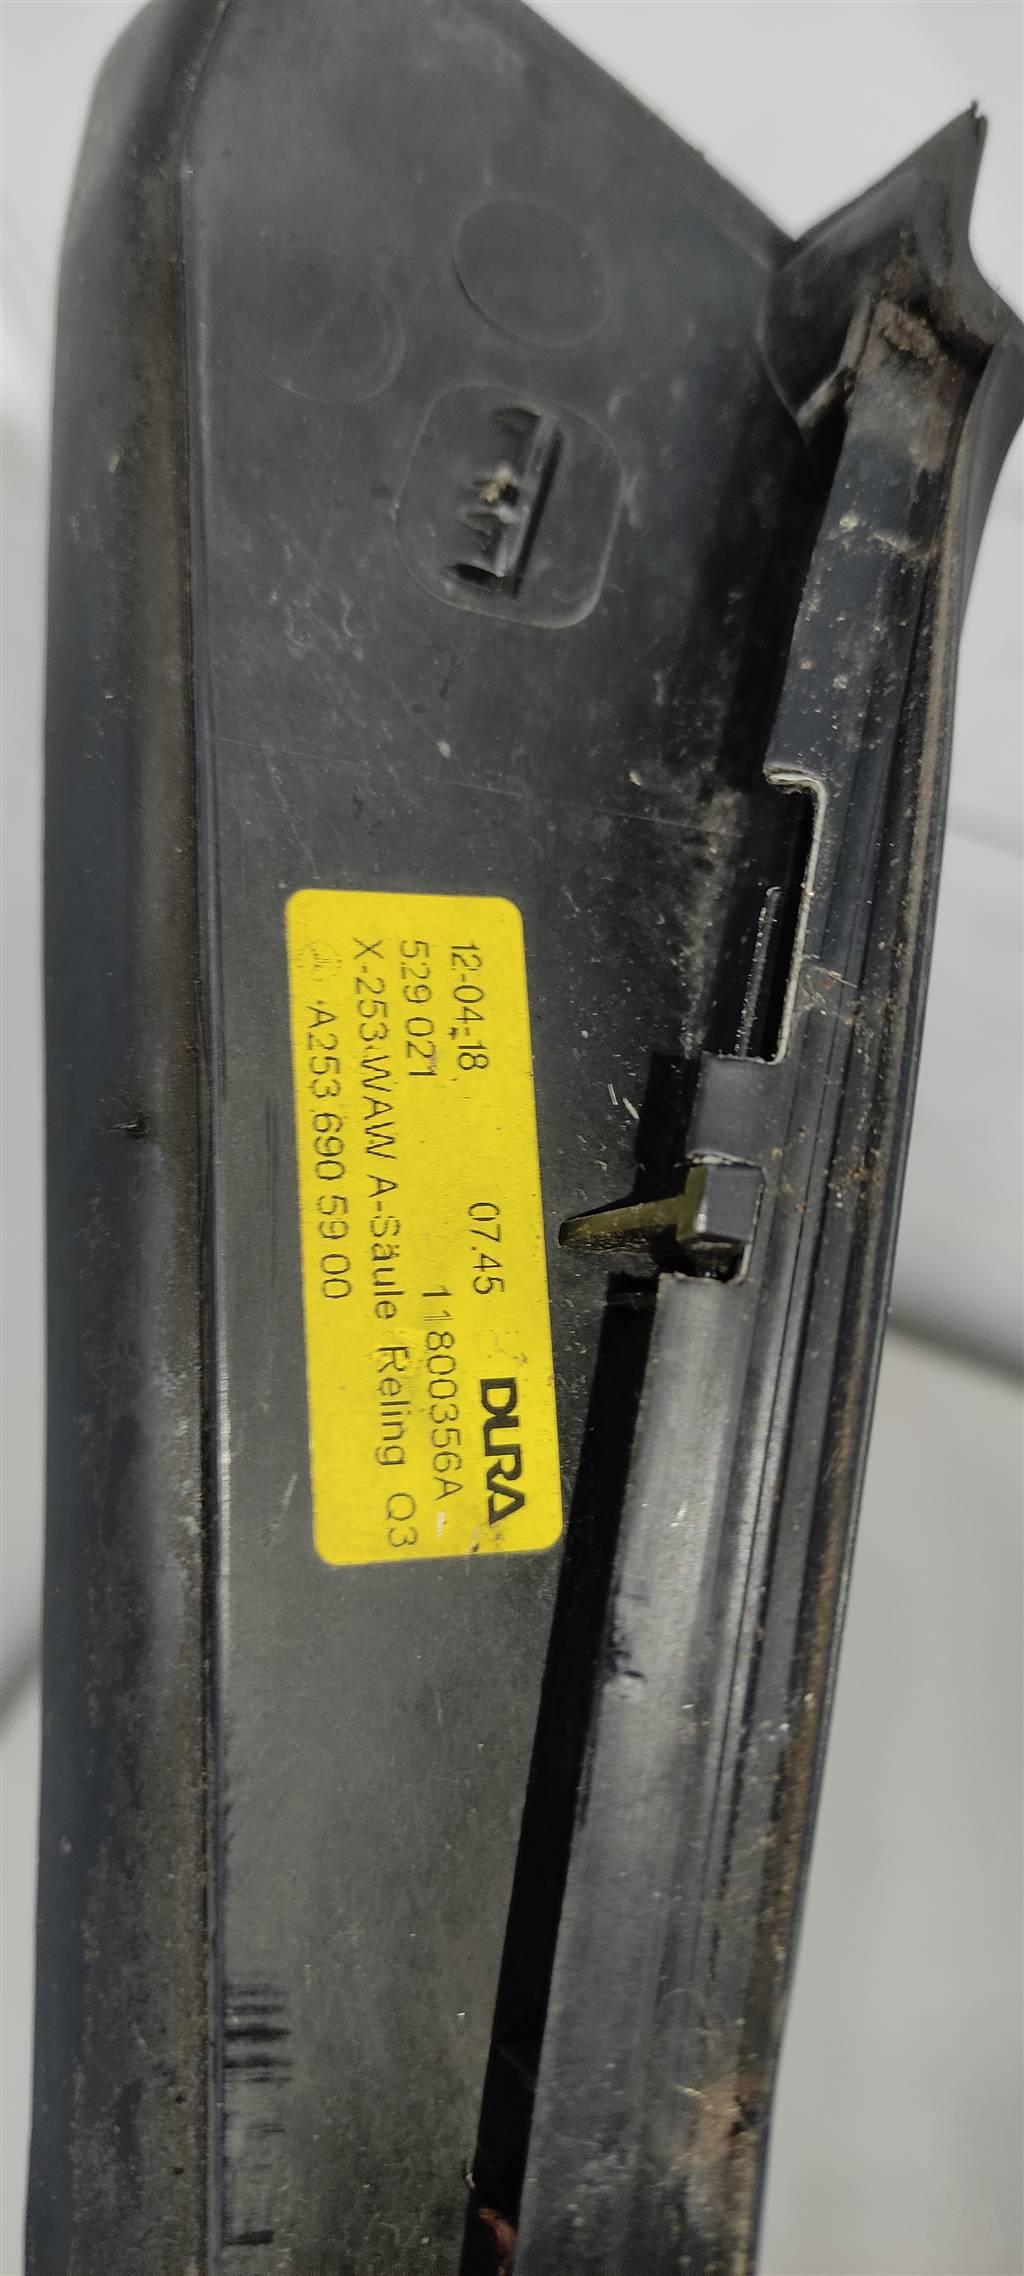 12-04-18 07.45 DURA
529 021 11800356A
X-253 WAW A-Säule Reling Q3
A253 690 59 00